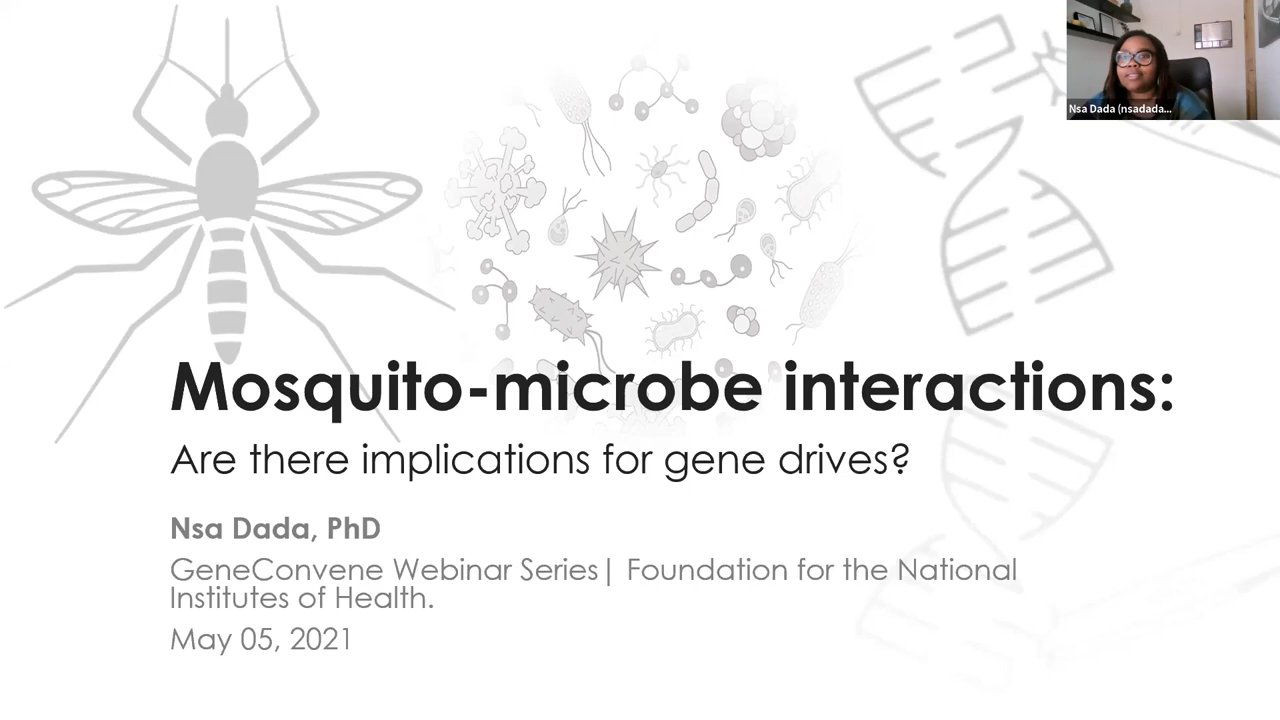 Nsa Dada (nsadada...
Mosquito-microbe interactions:
Are there implications for gene drives?
Nsa Dada, PhD
GeneConvene Webinar Series| Foundation for the National
Institutes of Health.
May 05, 2021